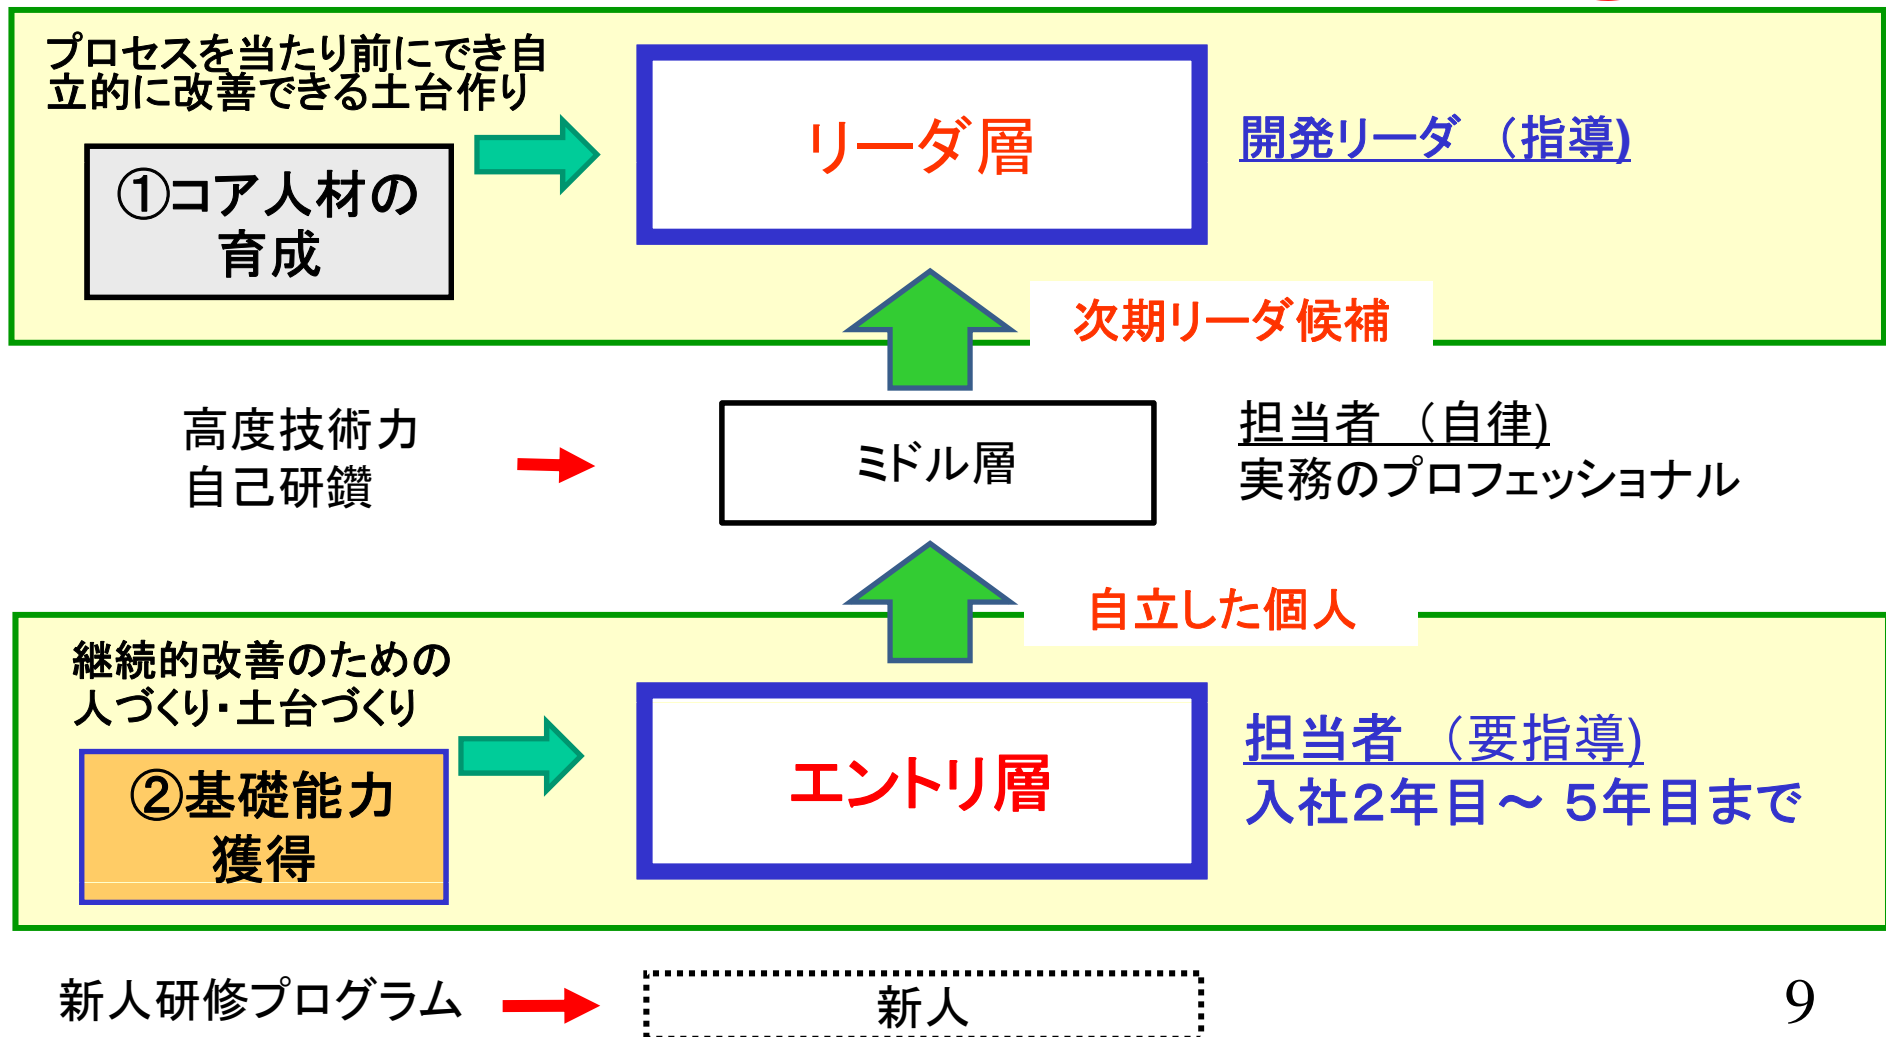 プロセスを当たり前にでき自
立的に改善できる土台作り
①コア人材の
育成
リーダ層
開発リーダ （指導)
次期リーダ候補
高度技術力
自己研鑽
ミドル層
担当者 （自律)
実務のプロフェッショナル
自立した個人
継続的改善のための
人づくり・土台づくり
②基礎能力
獲得
エントリ層
担当者 （要指導)
入社２年目～ ５年目まで
新人研修プログラム
新人
9